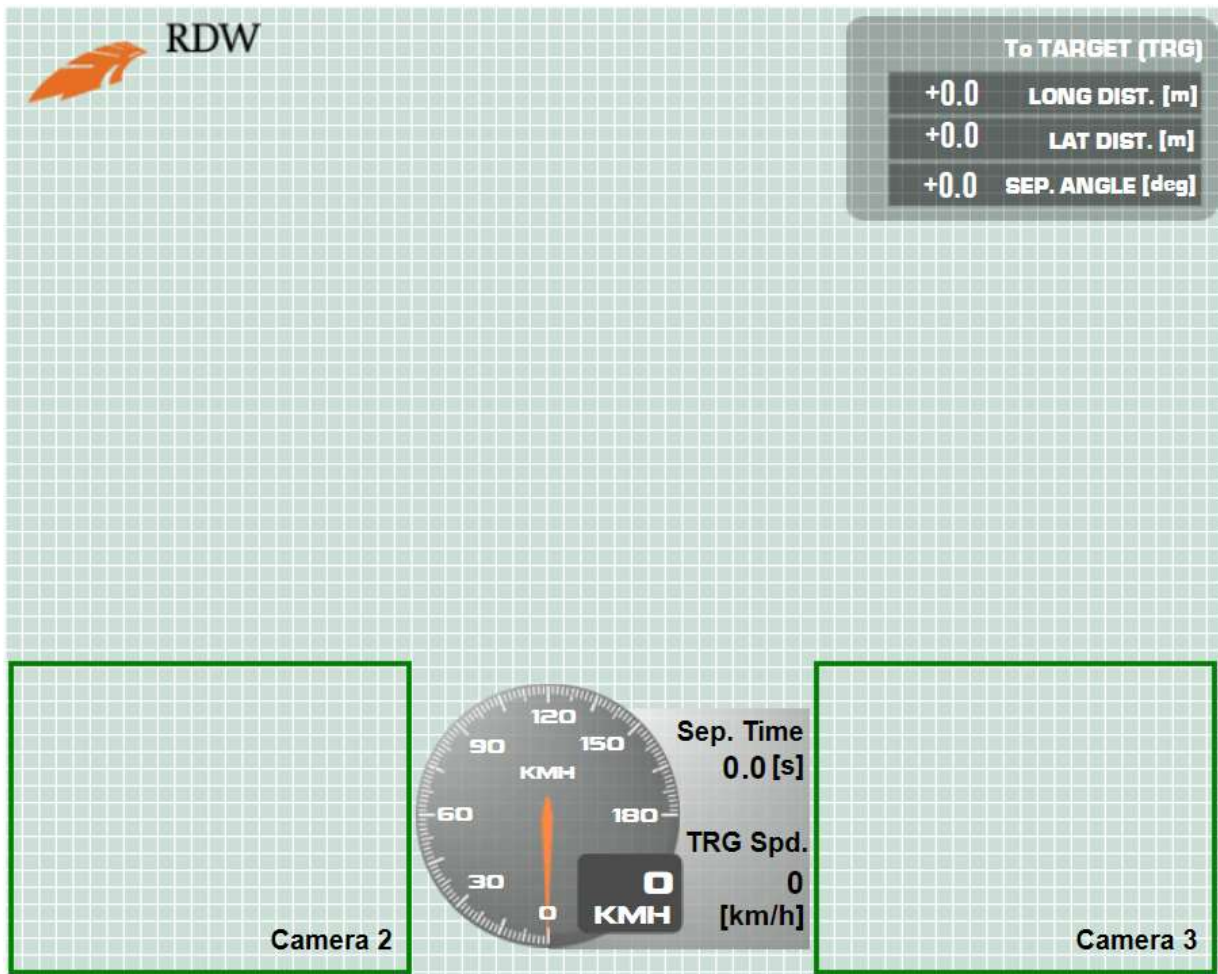 RDW
To TARGET (TRG)
+0.0 LONG DIST. [m]
+0.0 LAT DIST. [m]
+0.0 SEP. ANGLE [deg]
120
90
150
KMH
60
180
30
0
0
KMH
Sep. Time
0.0 [s]
TRG Spd.
0
[km/h]
Camera 2
Camera 3